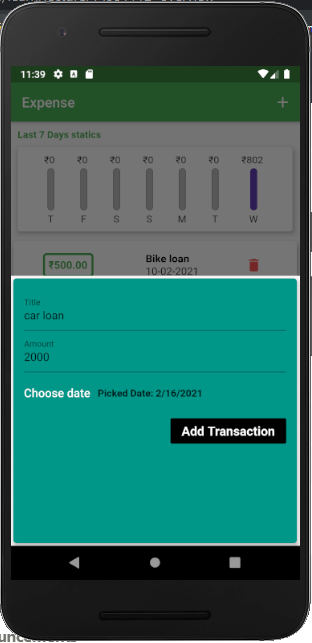 11:39
Expense +
Last 7 Days statics
₹0 ₹0 ₹0 ₹0 ₹0 ₹0 ₹802
T F S S M T W
₹500.00 Bike loan
10-02-2021
Title
car loan
Amount
2000
Choose date Picked Date: 2/16/2021
Add Transaction